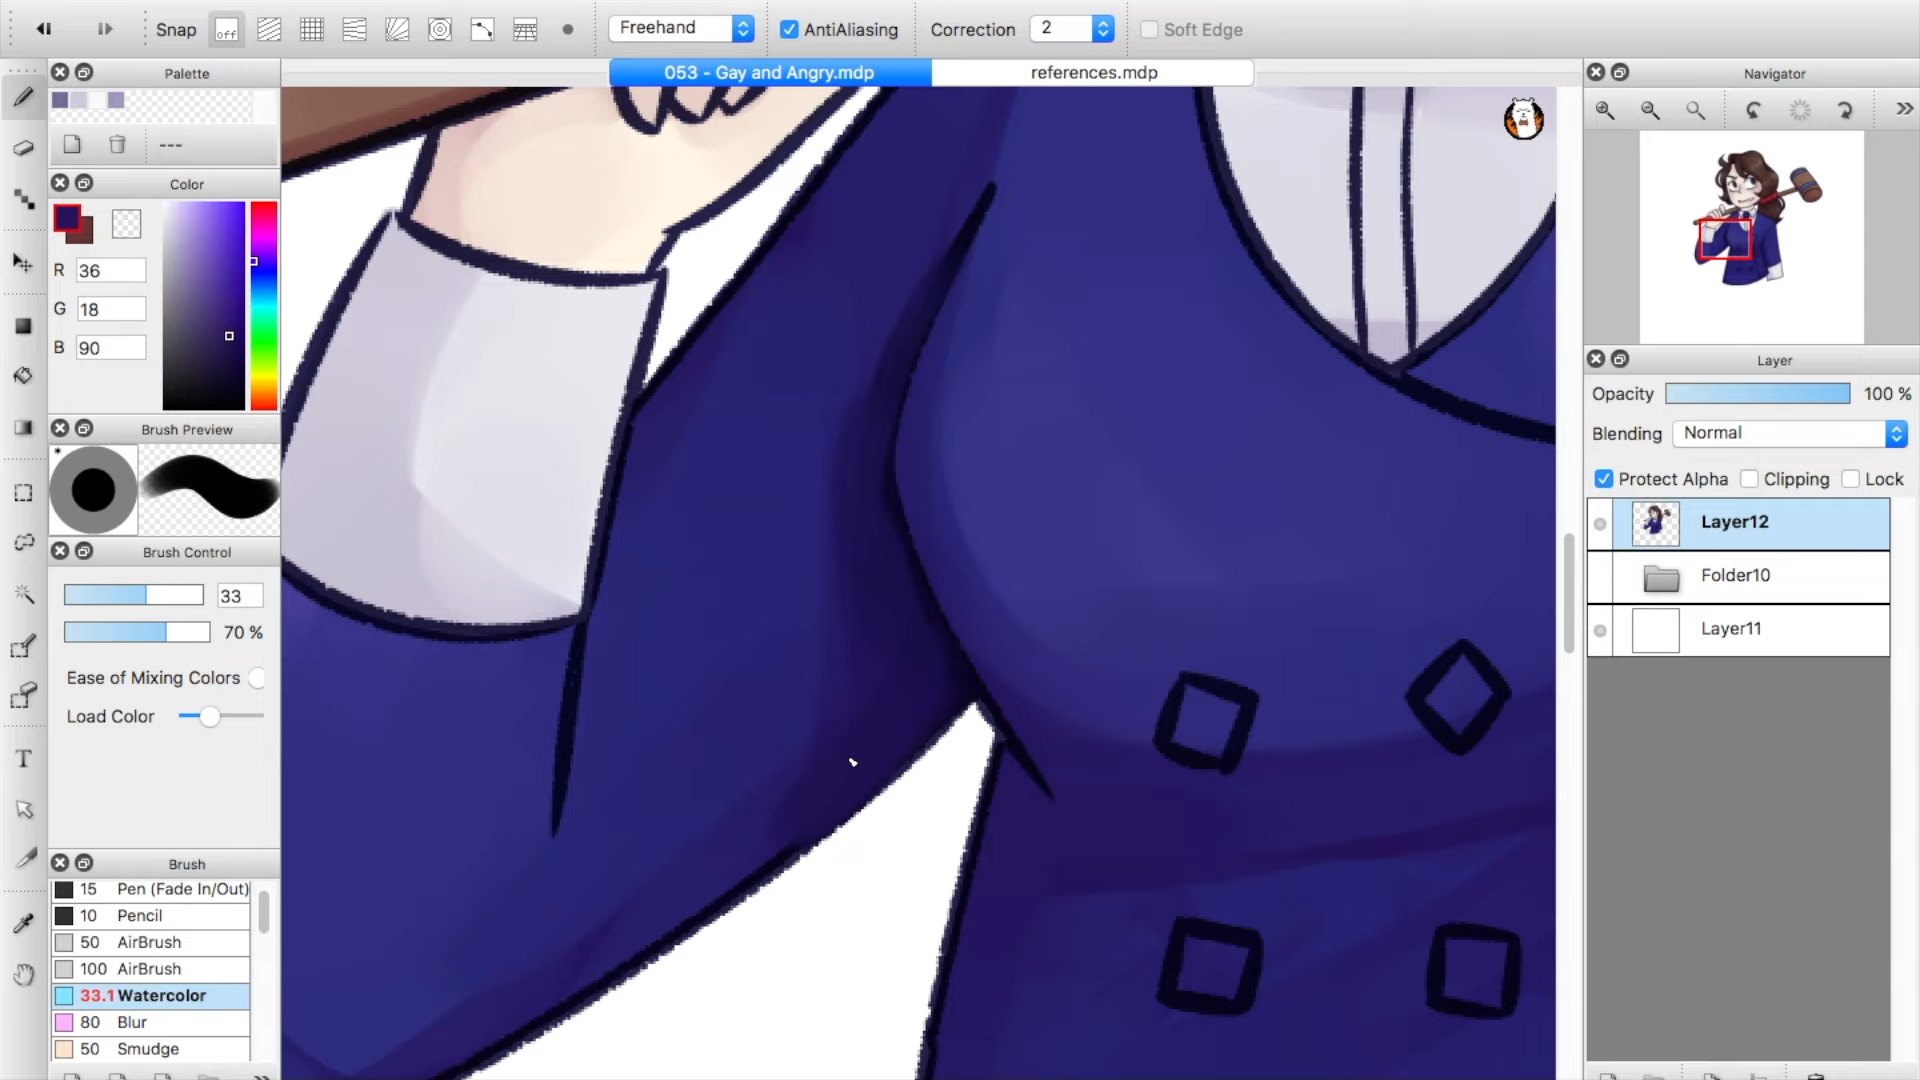 Snap
off
Freehand
AntiAliasing
Correction
2
Soft Edge
Palette
053 - Gay and Angry.mdp
references.mdp
Navigator
---
Color
R 36
G 18
B 90
Layer
Opacity 100 %
Blending Normal
Protect Alpha Clipping Lock
Layer12
Folder10
Layer11
Brush Preview
*
Brush Control
33
70 %
Ease of Mixing Colors
Load Color
T
Brush
15 Pen (Fade In/Out)
10 Pencil
50 AirBrush
100 AirBrush
33.1 Watercolor
80 Blur
50 Smudge